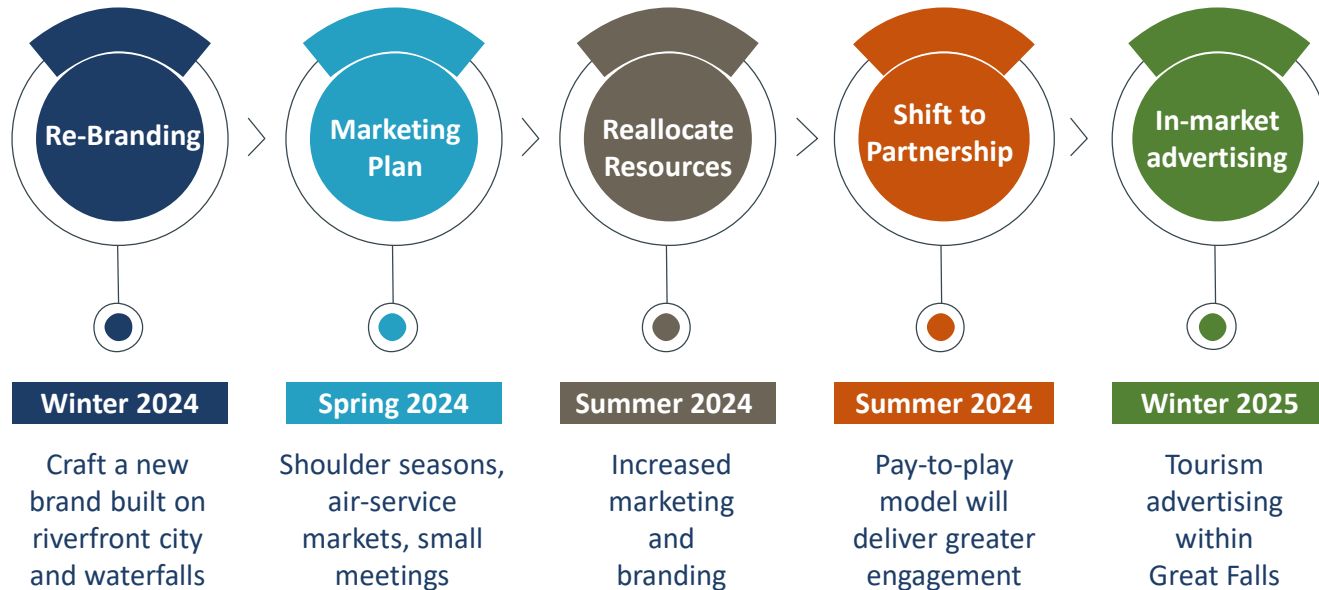 Re-Branding
Marketing
Plan
Reallocate
Resources
Shift to
Partnership
In-market
advertising
Winter 2024
Craft a new
brand built on
riverfront city
and waterfalls
Spring 2024
Shoulder seasons,
air-service
markets, small
meetings
Summer 2024
Increased
marketing
and
branding
Summer 2024
Pay-to-play
model will
deliver greater
engagement
Winter 2025
Tourism
advertising
within
Great Falls